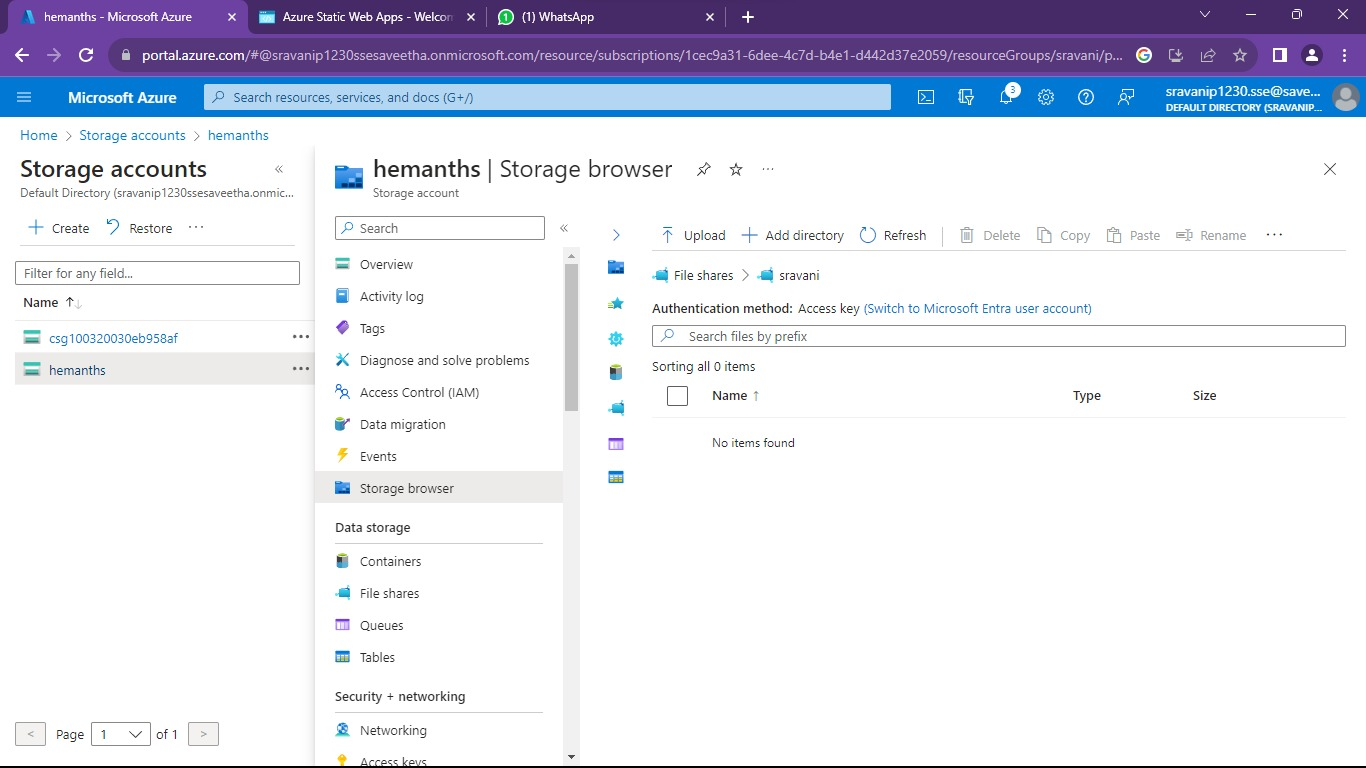 hemanths - Microsoft Azure
Azure Static Web Apps - Welcon
(1) WhatsApp
portal.azure.com/#@sravanip1230ssesaveetha.onmicrosoft.com/resource/subscriptions/1cec9a31-6dee-4c7d-b4e1-d442d37e2059/resourceGroups/sravani/p...
Microsoft Azure
Search resources, services, and docs (G+/)
3
sravanip1230.sse@save...
DEFAULT DIRECTORY (SRAVANIP...
Home > Storage accounts > hemanths
Storage accounts
Default Directory (sravanip1230ssesaveetha.onmic...
Create Restore ...
Filter for any field...
Name ↑↓
csg100320030eb958af
hemanths
< Page 1 of 1 >
hemanths | Storage browser
Storage account
Search
Overview
Activity log
Tags
Diagnose and solve problems
Access Control (IAM)
Data migration
Events
Storage browser
Data storage
Containers
File shares
Queues
Tables
Security + networking
Networking
Access keys
Upload Add directory Refresh Delete Copy Paste Rename ...
File shares > sravani
Authentication method: Access key (Switch to Microsoft Entra user account)
Search files by prefix
Sorting all 0 items
Name ↑ Type Size
No items found